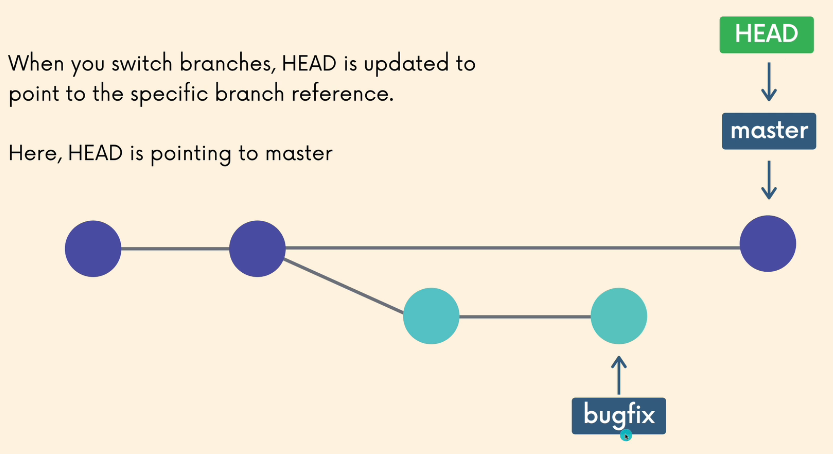 HEAD
When you switch branches, HEAD is updated to
point to the specific branch reference.
master
Here, HEAD is pointing to master
bugfix